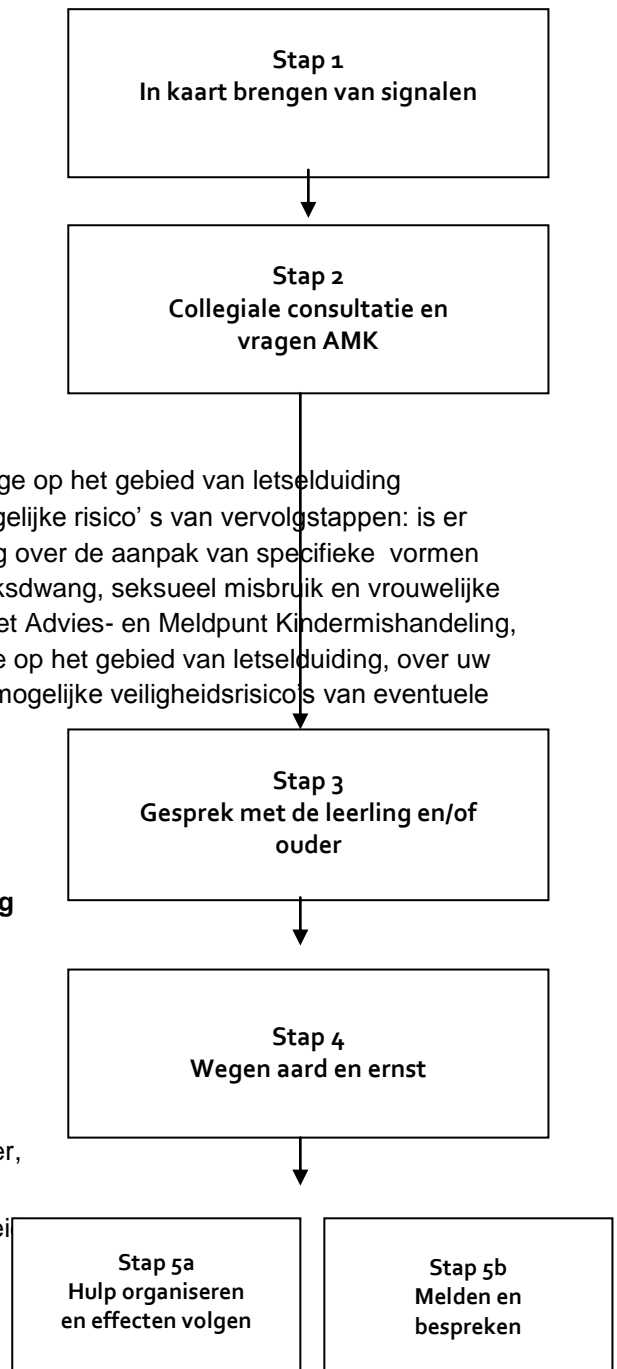 Stap 1
In kaart brengen van signalen
Stap 2
Collegiale consultatie en
vragen AMK
ge op het gebied van letselduiding
gelijke risico' s van vervolgstappen: is er
g over de aanpak van specifieke vormen
ksdwang, seksueel misbruik en vrouwelijke
et Advies- en Meldpunt Kindermishandeling,
e op het gebied van letselduiding, over uw
mogelijke veiligheidsrisico's van eventuele
Stap 3
Gesprek met de leerling en/of
ouder
g
Stap 4
Wegen aard en ernst
er,
ei
Stap 5a
Hulp organiseren
en effecten volgen
Stap 5b
Melden en
bespreken